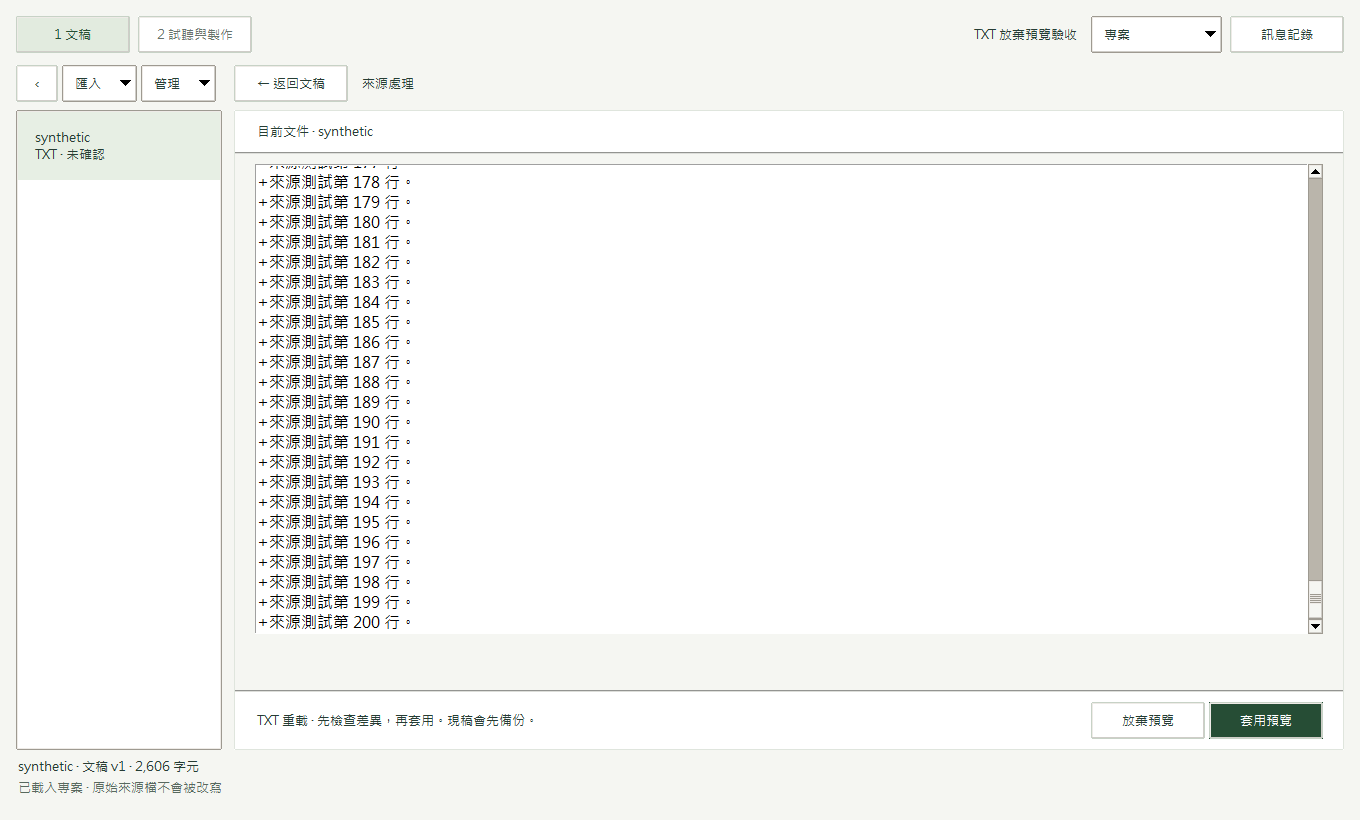 1 文稿
2 試聽與製作
TXT 放棄預覽驗收
專案
訊息記錄
‹
匯入
管理
← 返回文稿
來源處理
synthetic
TXT · 未確認
目前文件 · synthetic
+來源測試第 178 行。
+來源測試第 179 行。
+來源測試第 180 行。
+來源測試第 181 行。
+來源測試第 182 行。
+來源測試第 183 行。
+來源測試第 184 行。
+來源測試第 185 行。
+來源測試第 186 行。
+來源測試第 187 行。
+來源測試第 188 行。
+來源測試第 189 行。
+來源測試第 190 行。
+來源測試第 191 行。
+來源測試第 192 行。
+來源測試第 193 行。
+來源測試第 194 行。
+來源測試第 195 行。
+來源測試第 196 行。
+來源測試第 197 行。
+來源測試第 198 行。
+來源測試第 199 行。
+來源測試第 200 行。
TXT 重載 · 先檢查差異，再套用。現稿會先備份。
放棄預覽
套用預覽
synthetic · 文稿 v1 · 2,606 字元
已載入專案 · 原始來源檔不會被改寫